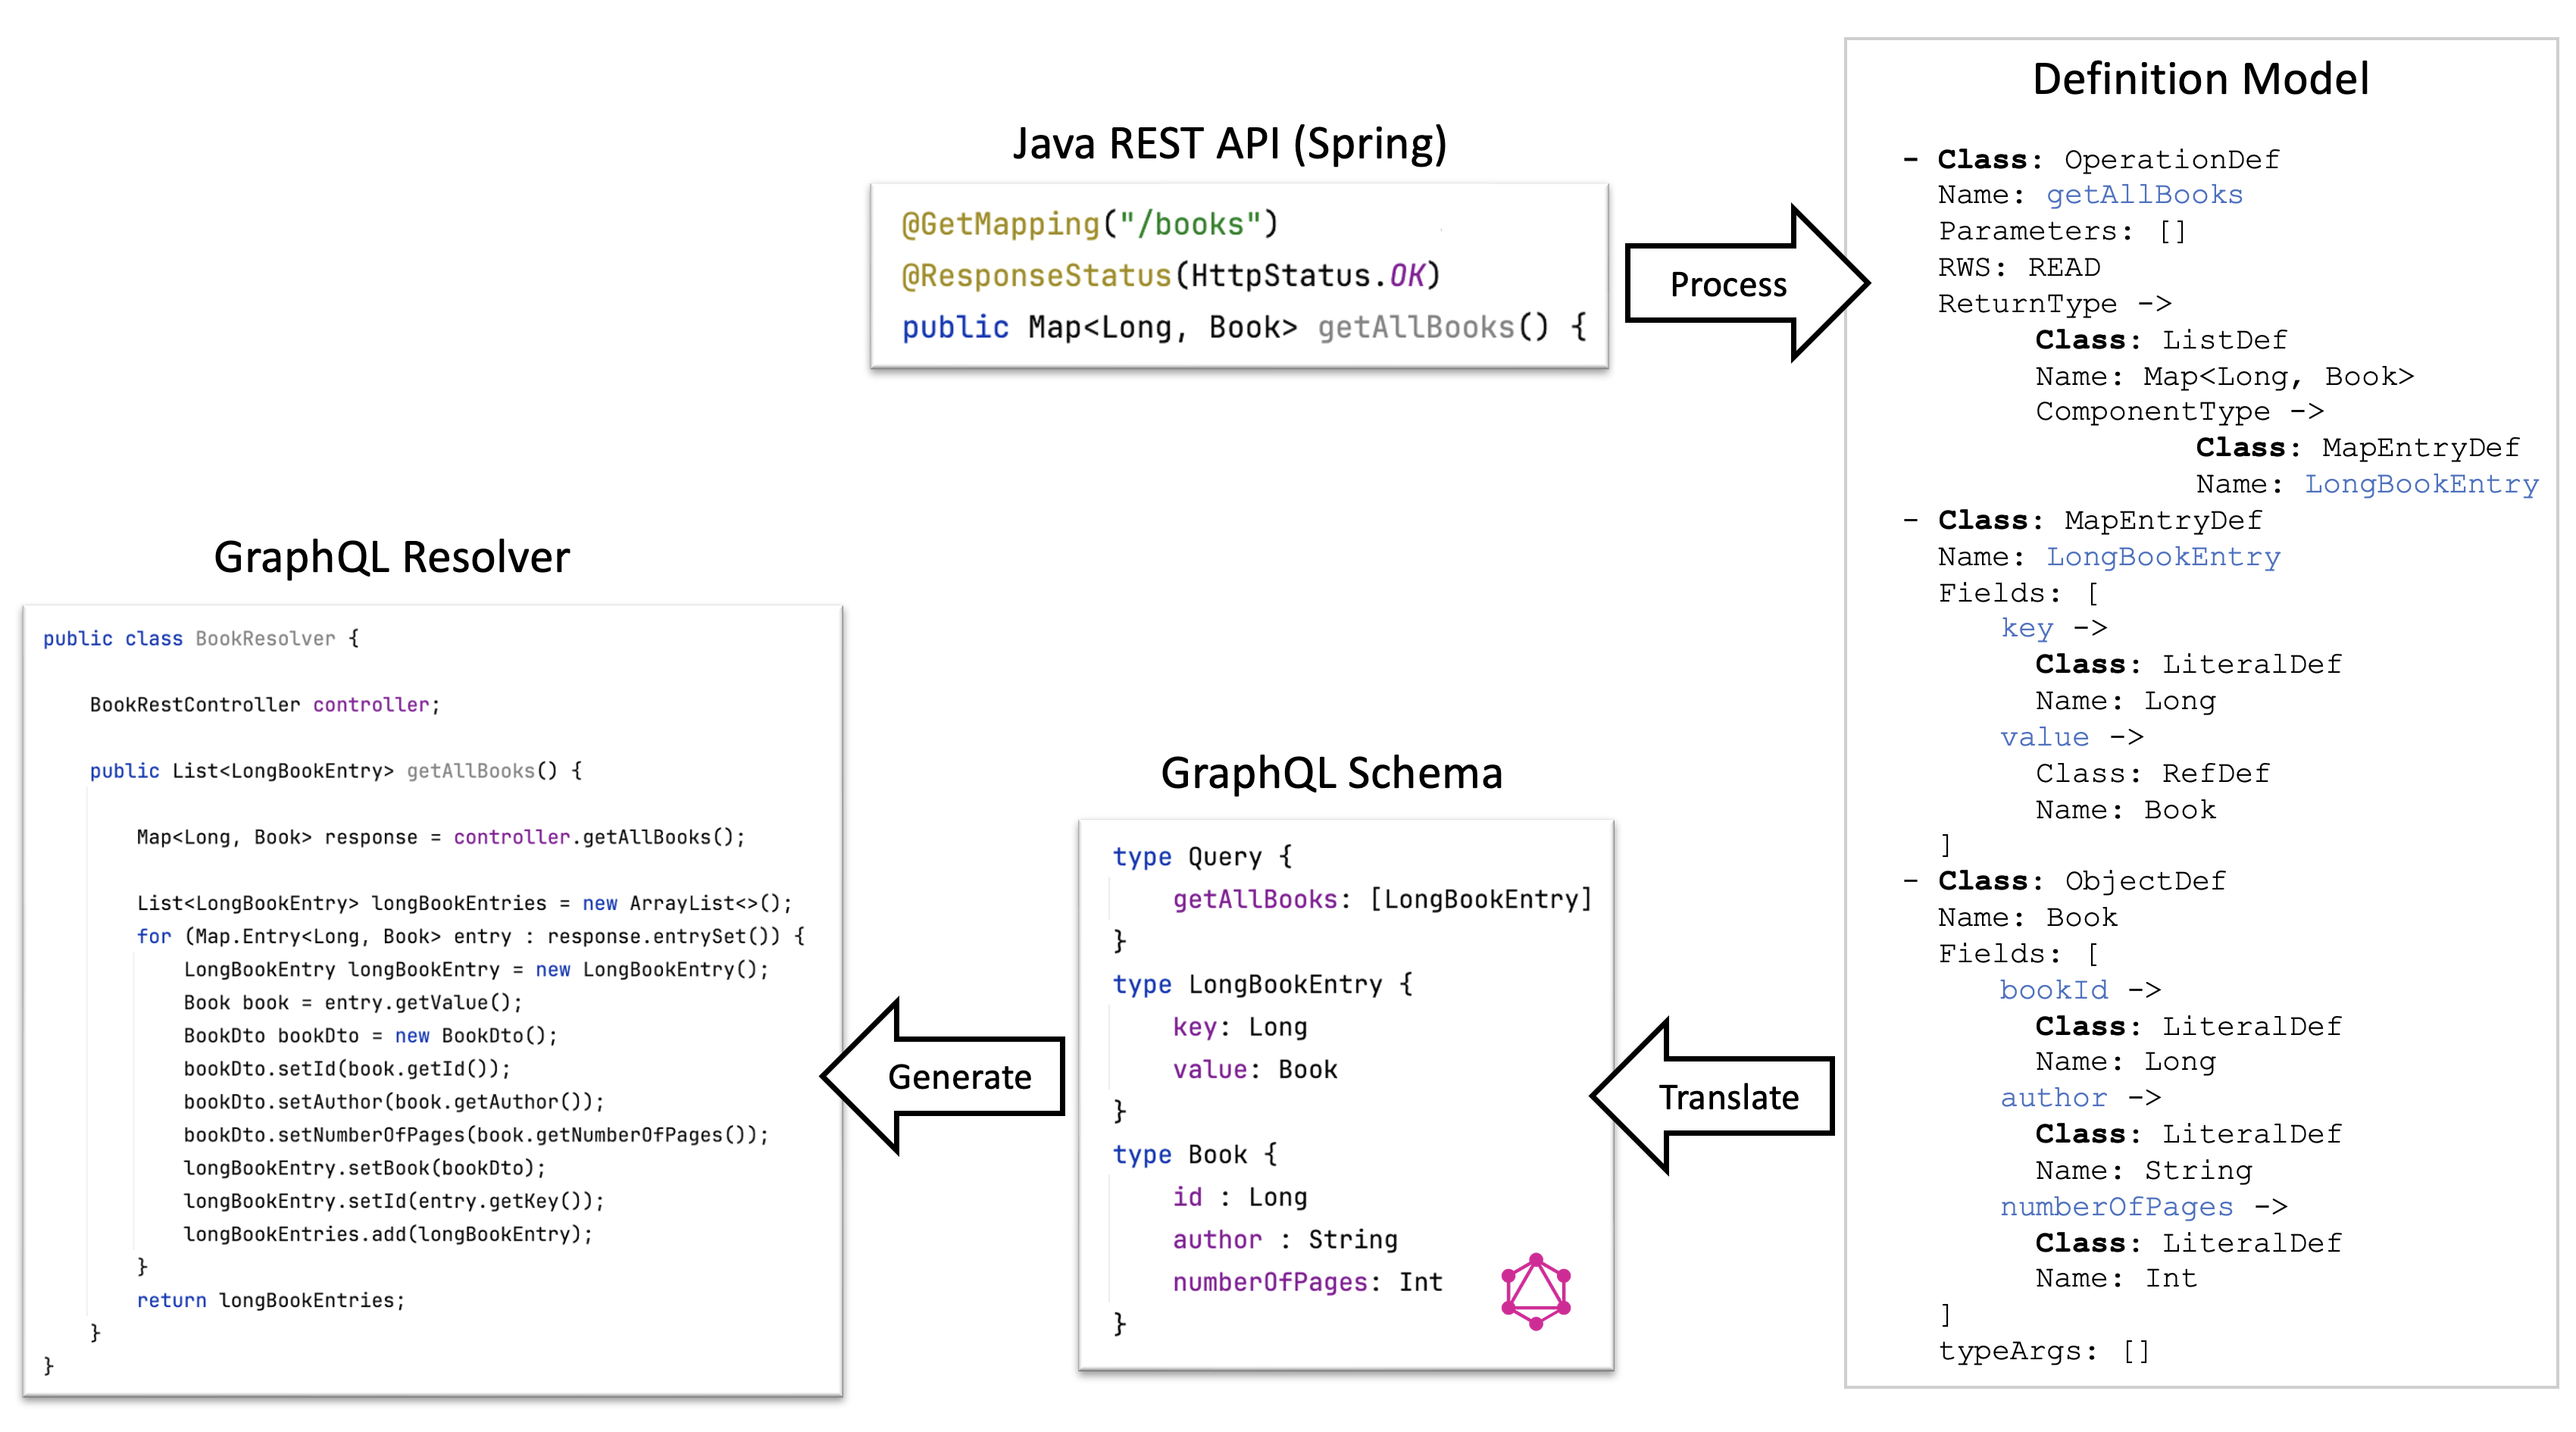 Java REST API (Spring)
@GetMapping("/books")
@ResponseStatus(HttpStatus.OK)
public Map<Long, Book> getAllBooks() {
Process
Definition Model
- Class: OperationDef
Name: getAllBooks
Parameters: []
RWS: READ
ReturnType ->
Class: ListDef
Name: Map<Long, Book>
ComponentType ->
Class: MapEntryDef
Name: LongBookEntry
- Class: MapEntryDef
Name: LongBookEntry
Fields: [
key ->
Class: LiteralDef
Name: Long
value ->
Class: RefDef
Name: Book
]
- Class: ObjectDef
Name: Book
Fields: [
bookId ->
Class: LiteralDef
Name: Long
author ->
Class: LiteralDef
Name: String
numberOfPages ->
Class: LiteralDef
Name: Int
]
typeArgs: []
Translate
GraphQL Schema
type Query {
getAllBooks: [LongBookEntry]
}
type LongBookEntry {
key: Long
value: Book
}
type Book {
id : Long
author : String
numberOfPages: Int
}
Generate
GraphQL Resolver
public class BookResolver {
BookRestController controller;
public List<LongBookEntry> getAllBooks() {
Map<Long, Book> response = controller.getAllBooks();
List<LongBookEntry> longBookEntries = new ArrayList<>();
for (Map.Entry<Long, Book> entry : response.entrySet()) {
LongBookEntry longBookEntry = new LongBookEntry();
Book book = entry.getValue();
BookDto bookDto = new BookDto();
bookDto.setId(book.getId());
bookDto.setAuthor(book.getAuthor());
bookDto.setNumberOfPages(book.getNumberOfPages());
longBookEntry.setBook(bookDto);
longBookEntry.setId(entry.getKey());
longBookEntries.add(longBookEntry);
}
return longBookEntries;
}
}